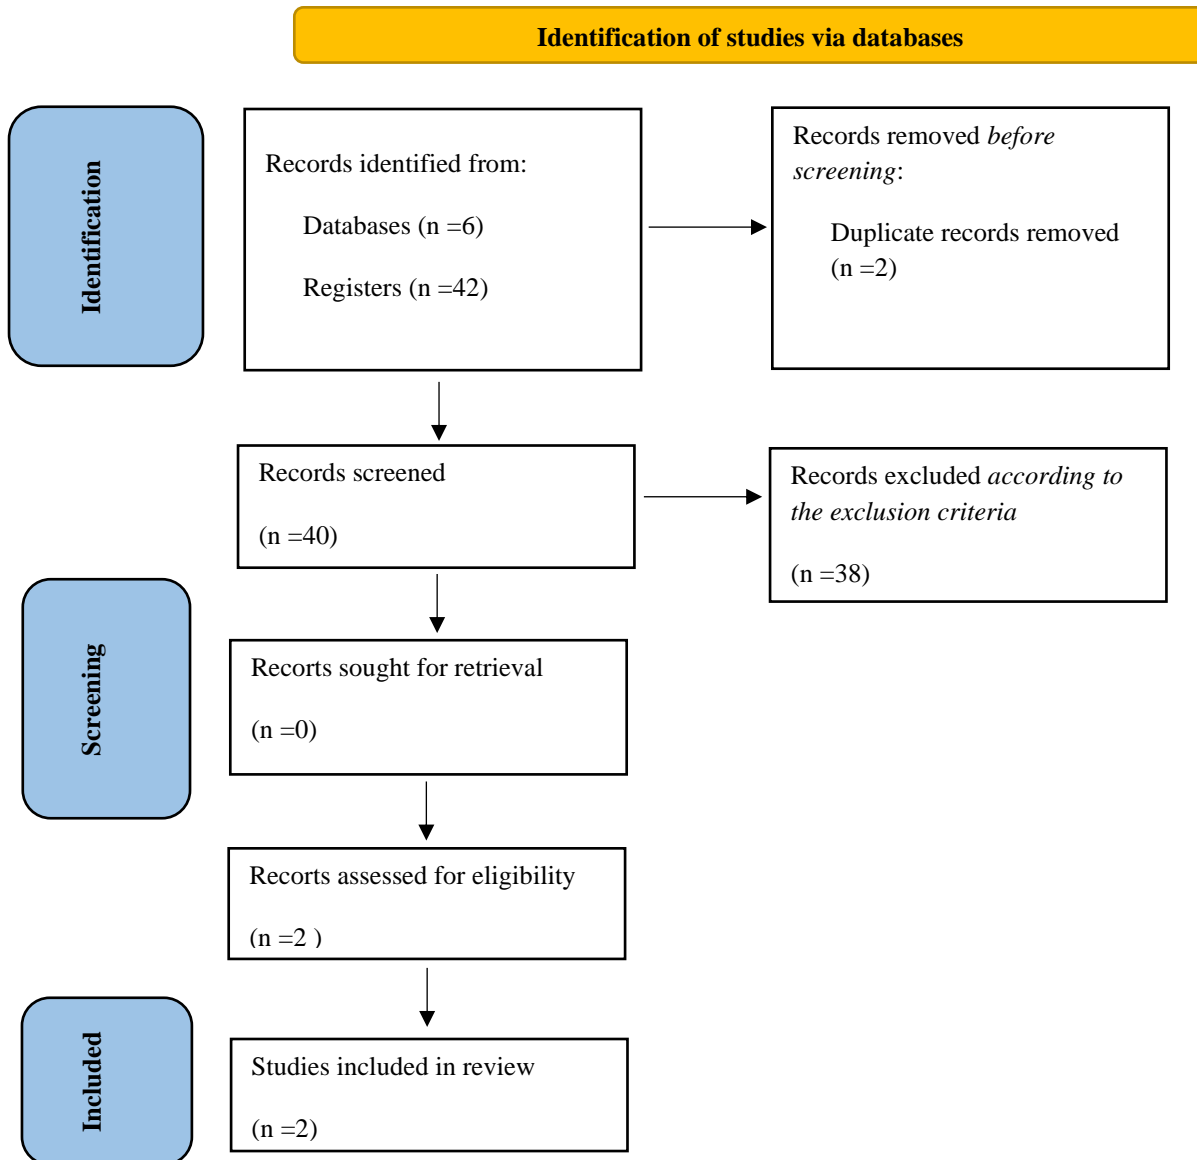 Identification of studies via databases
Identification
Records identified from:
Databases (n =6)
Registers (n =42)
Records removed before
screening:
Duplicate records removed
(n =2)
Records screened
(n =40)
Records excluded according to
the exclusion criteria
(n =38)
Screening
Recorts sought for retrieval
(n =0)
Recorts assessed for eligibility
(n =2 )
Included
Studies included in review
(n =2)